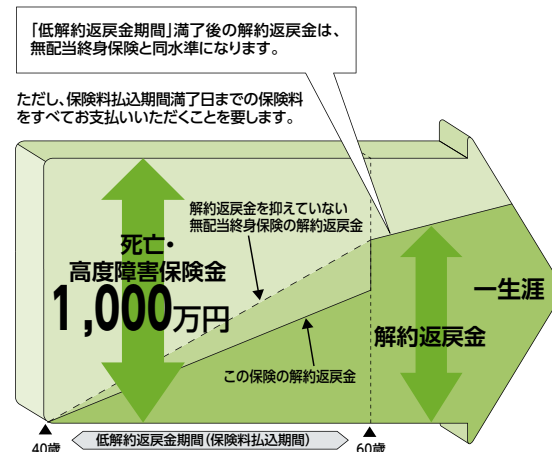 「低解約返戻金期間」満了後の解約返戻金は、
無配当終身保険と同水準になります。
ただし、保険料払込期間満了日までの保険料
をすべてお支払いいただくことを要します。
解約返戻金を抑えていない
無配当終身保険の解約返戻金
死亡・
高度障害保険金
1,000万円
一生涯
解約返戻金
この保険の解約返戻金
40歳
低解約返戻金期間(保険料払込期間)
60歳